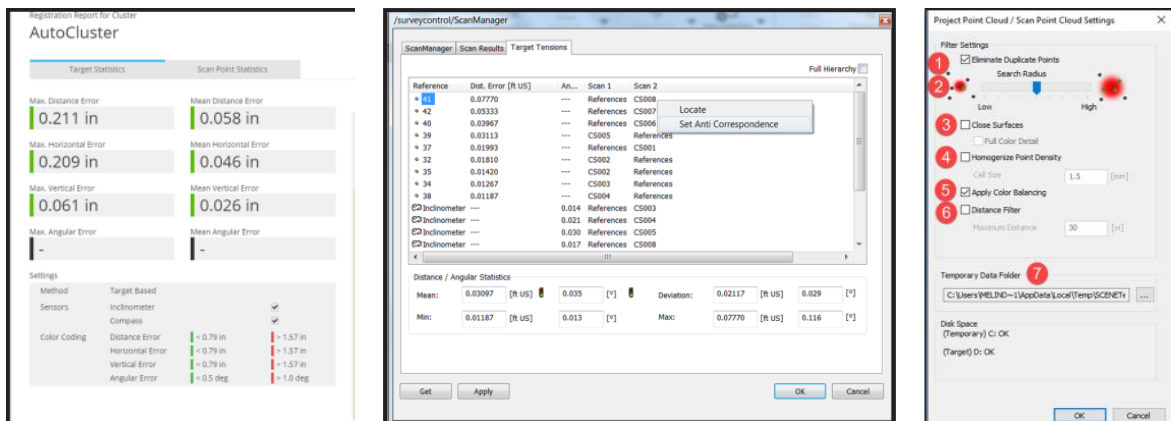 Registration Report for Cluster
AutoCluster
Target Statistics Scan Point Statistics
Max. Distance Error Mean Distance Error
0.211 in 0.058 in
Max. Horizontal Error Mean Horizontal Error
0.209 in 0.046 in
Max. Vertical Error Mean Vertical Error
0.061 in 0.026 in
Max. Angular Error Mean Angular Error
- -
Settings
Method Target Based
Sensors Inclinometer
Compass
Color Coding Distance Error < 0.79 in > 1.57 in
Horizontal Error < 0.79 in > 1.57 in
Vertical Error < 0.79 in > 1.57 in
Angular Error < 0.5 deg > 1.0 deg
/surveycontrol/ScanManager
ScanManager Scan Results Target Tensions
Full Hierarchy
Reference Dist. Error [ft US] An... Scan 1 Scan 2
41 0.07770 --- References CS008
42 0.05333 --- References CS007
40 0.03967 --- References CS006
39 0.03113 --- CS005 References
37 0.01993 --- References CS001
32 0.01810 --- CS002 References
35 0.01420 --- CS002 References
34 0.01267 --- CS003 References
38 0.01187 --- CS004 References
Inclinometer --- 0.014 References CS003
Inclinometer --- 0.021 References CS004
Inclinometer --- 0.030 References CS005
Inclinometer --- 0.017 References CS008
Locate
Set Anti Correspondence
Distance / Angular Statistics
Mean: 0.03097 [ft US] 0.035 [°] Deviation: 0.02117 [ft US] 0.029 [°]
Min: 0.01187 [ft US] 0.013 [°] Max: 0.07770 [ft US] 0.116 [°]
Get Apply OK Cancel
Project Point Cloud / Scan Point Cloud Settings
Filter Settings
1 Eliminate Duplicate Points
Search Radius
2
Low High
3 Close Surfaces
Full Color Detail
4 Homogenize Point Density
Cell Size 1.5 [mm]
5 Apply Color Balancing
6 Distance Filter
Maximum Distance 30 [m]
Temporary Data Folder 7
C:\Users\MELIND~1\AppData\Local\Temp\SCENETe ...
Disk Space
(Temporary) C: OK
(Target) D: OK
OK Cancel